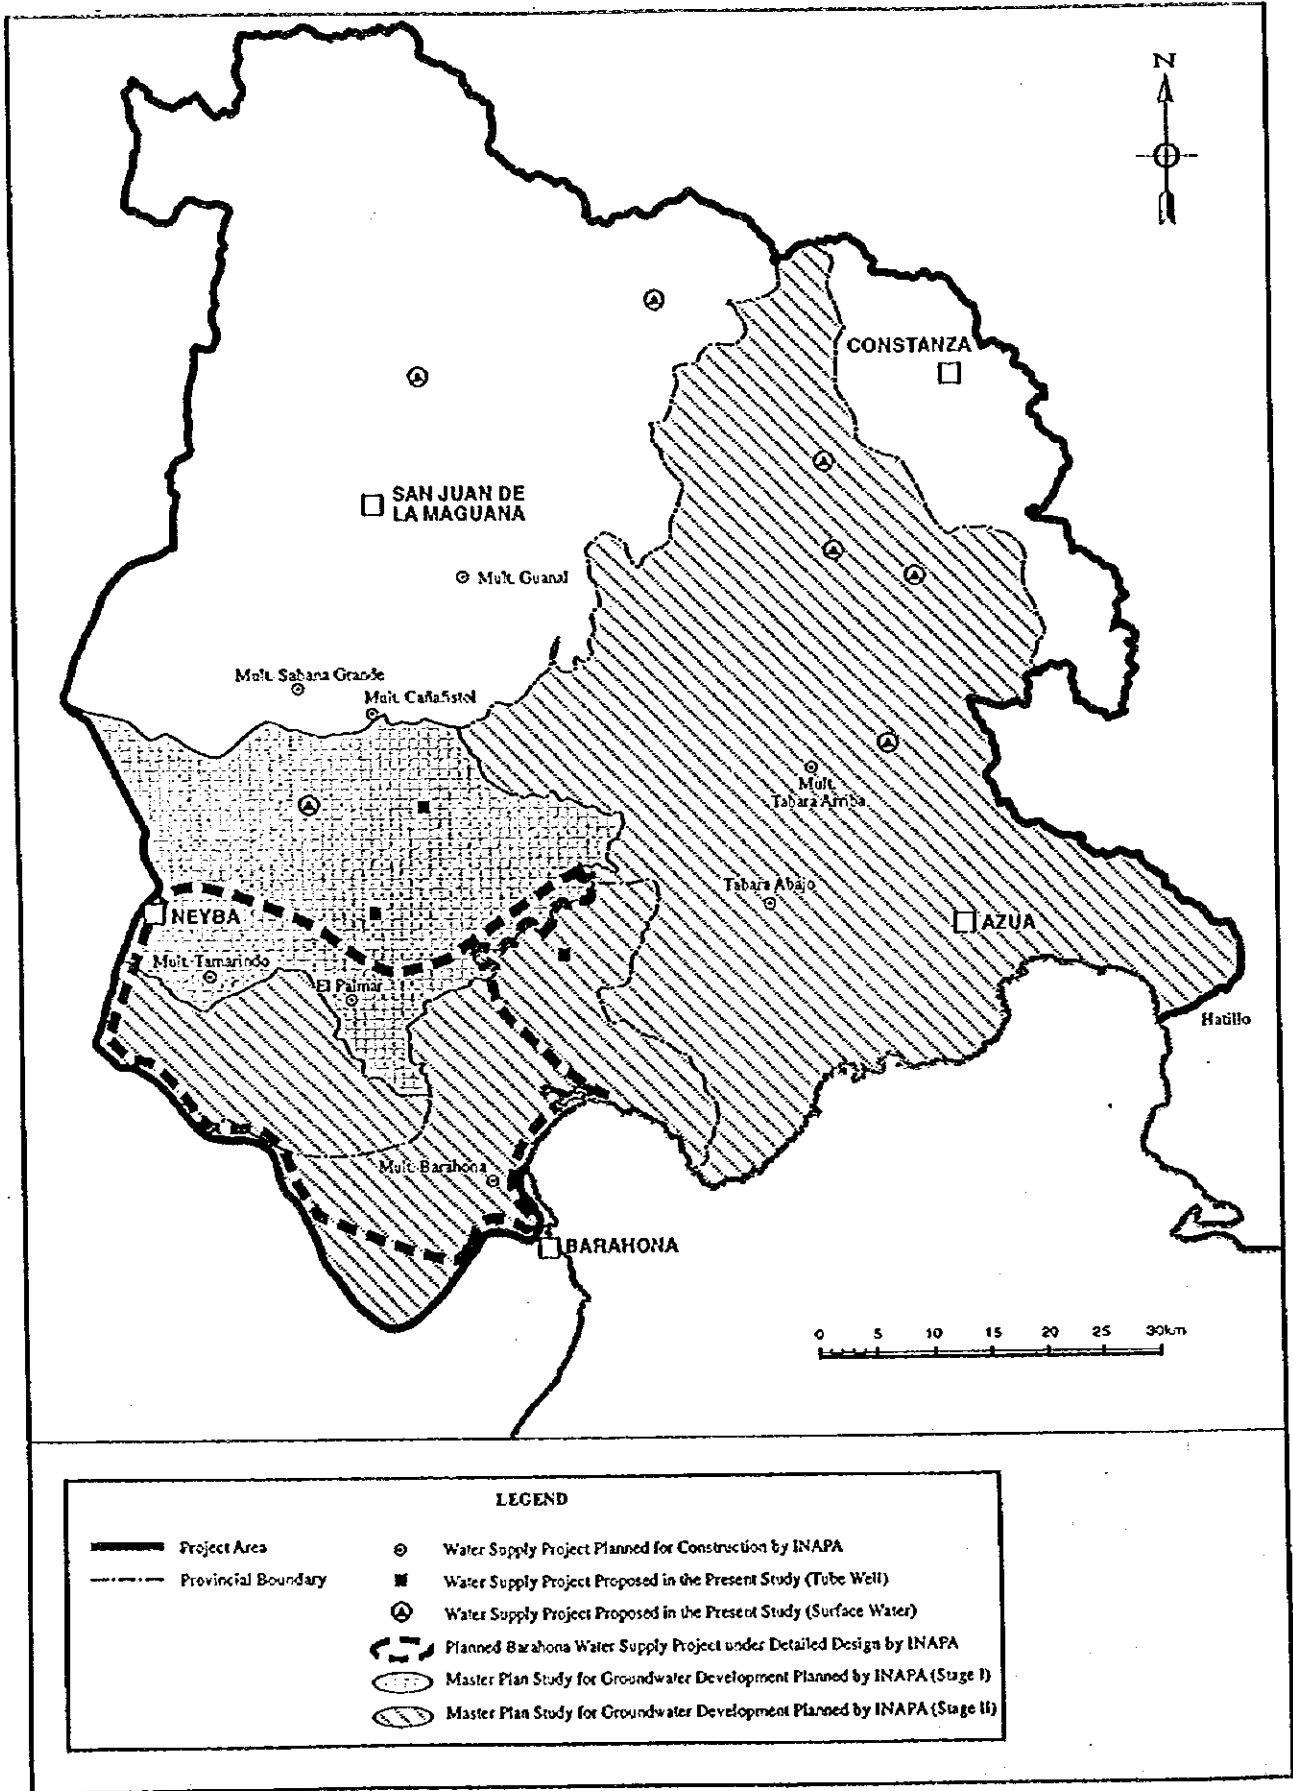 N
CONSTANZA
SAN JUAN DE
LA MAGUANA
Mult. Guanal
Mult. Sabana Grande
Mult. Cañafistol
Mult.
Tabara Arriba
Tabara Abajo
NEYBA
AZUA
Mult. Tamarindo
El Palmar
Hatillo
Mult. Barahona
BARAHONA
0 5 10 15 20 25 30km
LEGEND
Project Area
Provincial Boundary
Water Supply Project Planned for Construction by INAPA
Water Supply Project Proposed in the Present Study (Tube Well)
Water Supply Project Proposed in the Present Study (Surface Water)
Planned Barahona Water Supply Project under Detailed Design by INAPA
Master Plan Study for Groundwater Development Planned by INAPA (Stage I)
Master Plan Study for Groundwater Development Planned by INAPA (Stage II)